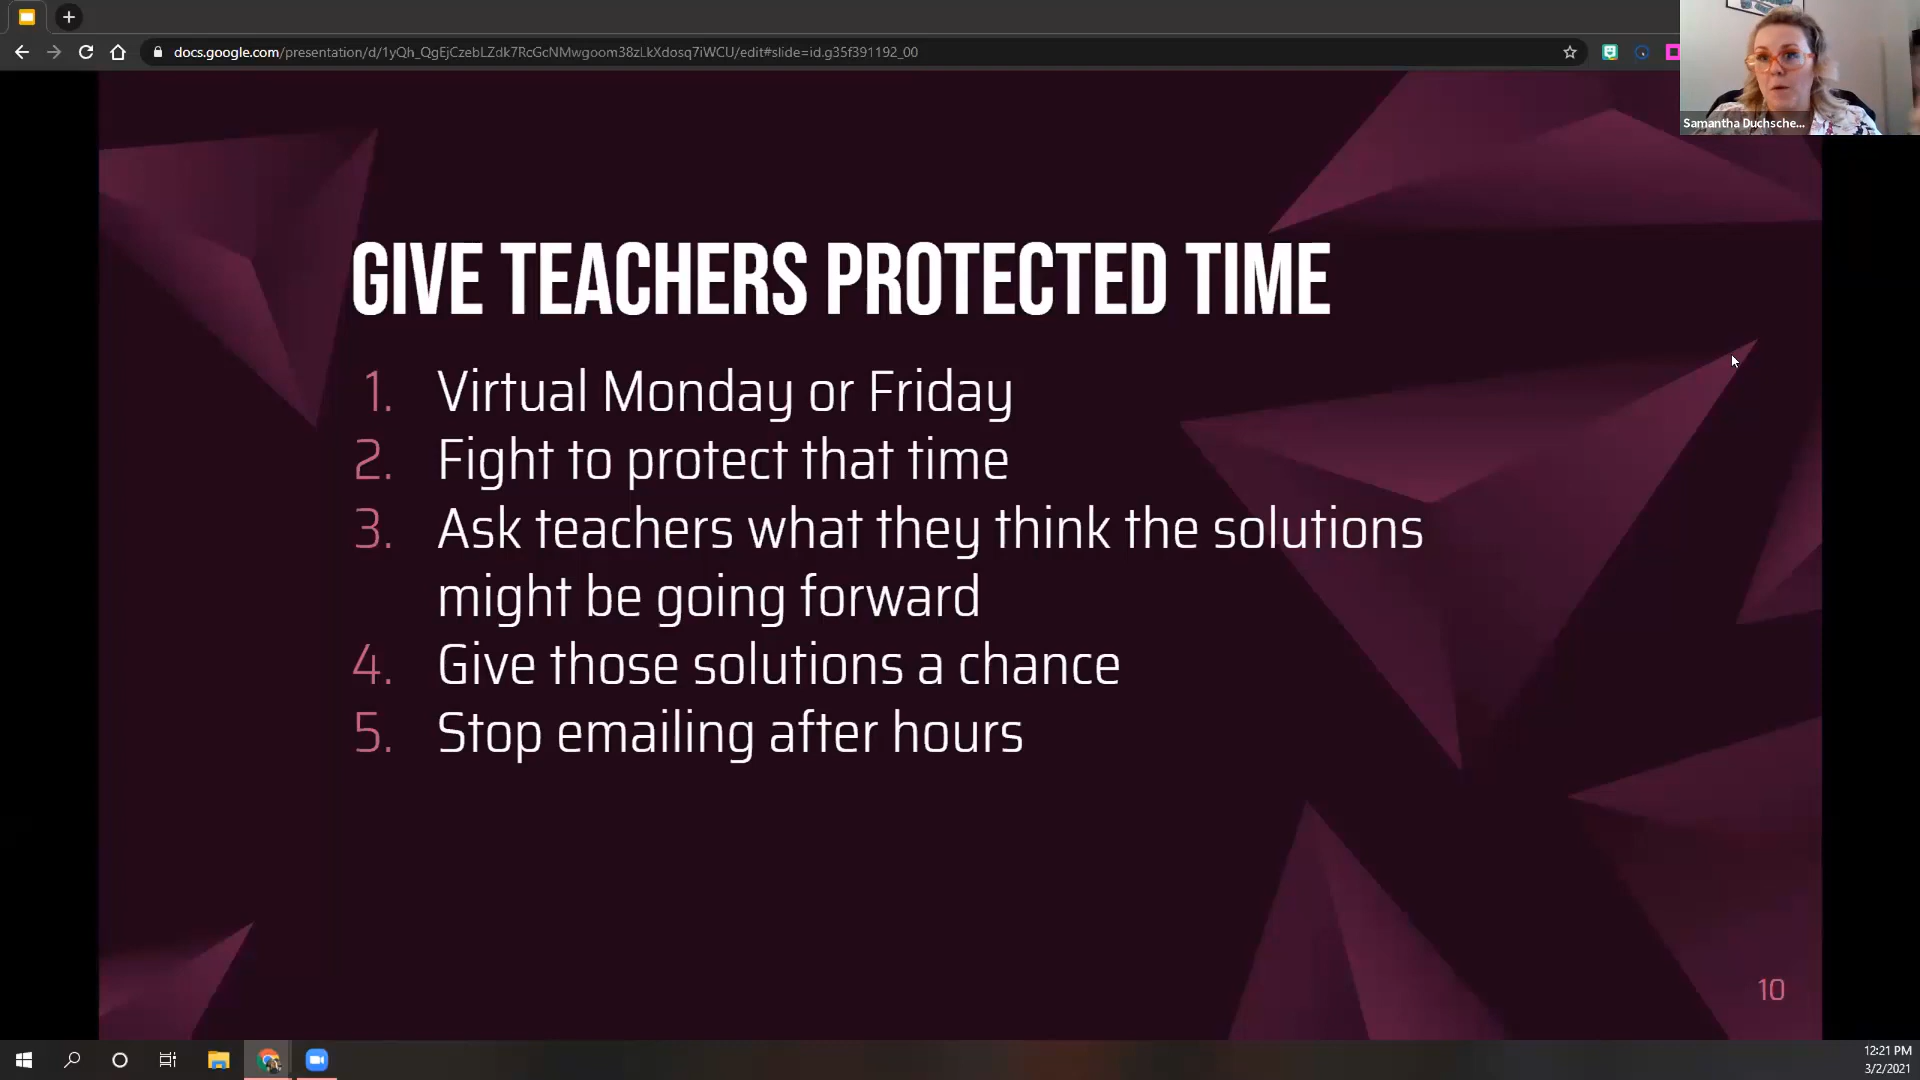 docs.google.com/presentation/d/1yQh_QgEjCzebLZdk7RcGcNMwgoom38zLkXdosq7iWCU/edit#slide=id.g35f391192_00
Samantha Duchsche...
GIVE TEACHERS PROTECTED TIME
1. Virtual Monday or Friday
2. Fight to protect that time
3. Ask teachers what they think the solutions
might be going forward
4. Give those solutions a chance
5. Stop emailing after hours
10
12:21 PM
3/2/2021